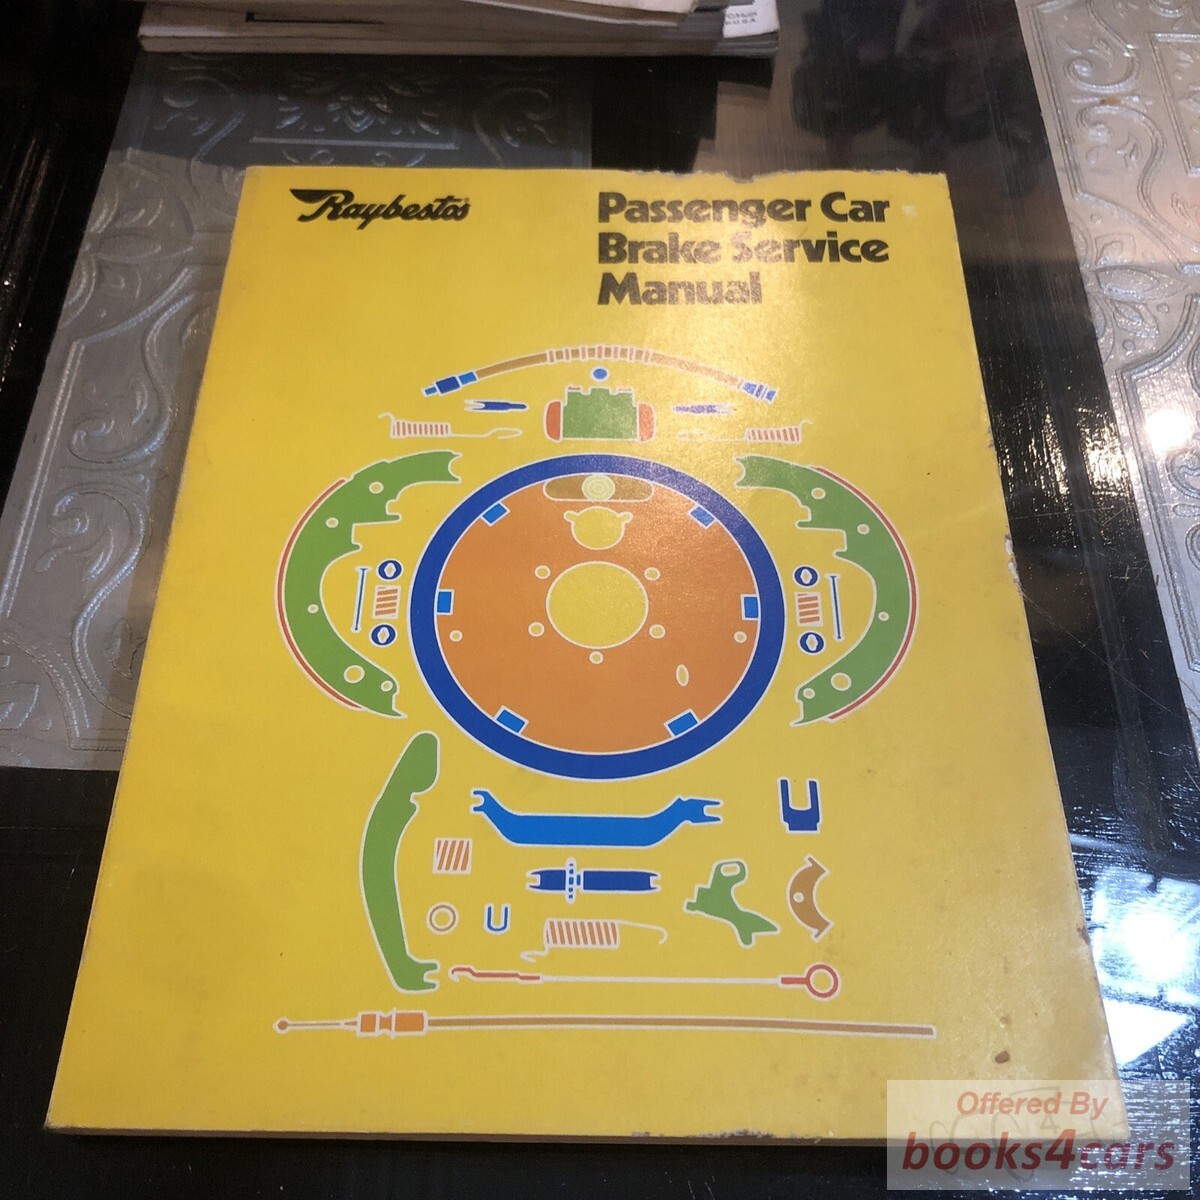 Raybestos
Passenger Car
Brake Service
Manual
Offered By
books4cars